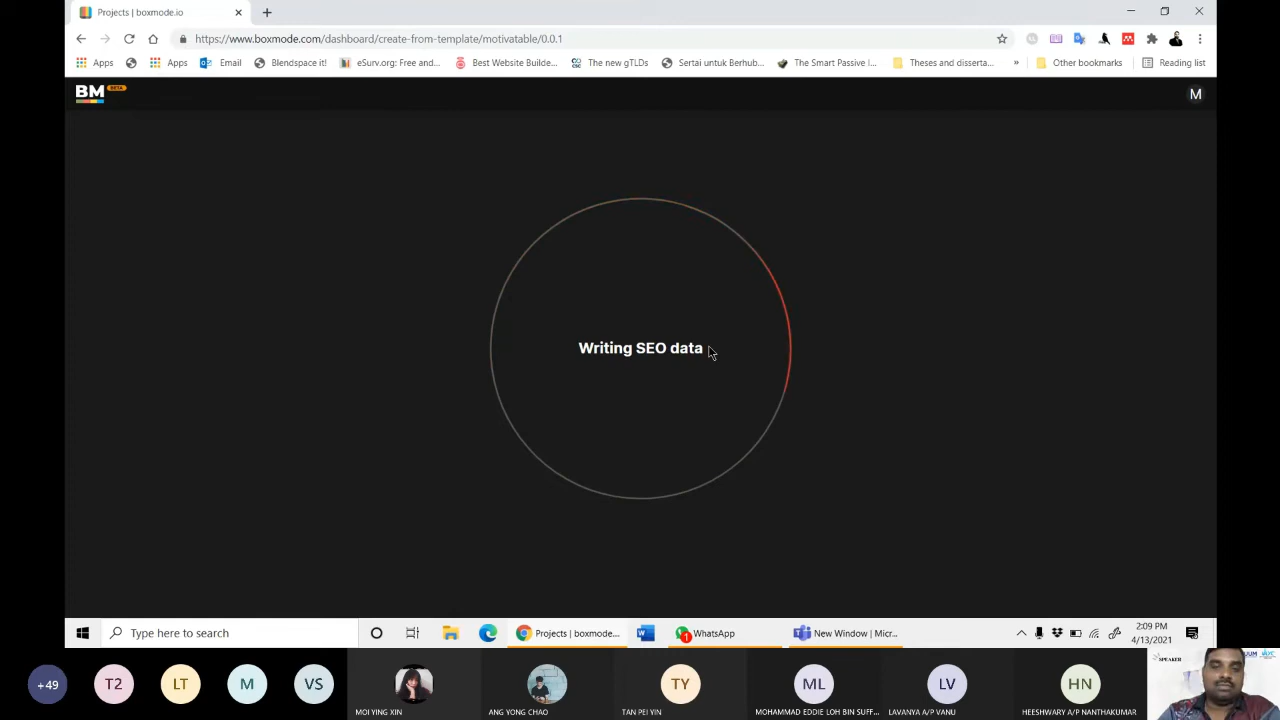 Projects | boxmode.io
https://www.boxmode.com/dashboard/create-from-template/motivatable/0.0.1
Apps
Apps
Email
Blendspace it!
eSurv.org: Free and...
Best Website Builde...
The new gTLDs
Sertai untuk Berhub...
The Smart Passive I...
Theses and disserta...
»
Other bookmarks
Reading list
BM BETA
M
Writing SEO data
Type here to search
Projects | boxmode...
1
WhatsApp
New Window | Micr...
2:09 PM
4/13/2021
+49
T2
LT
M
VS
MOI YING XIN
ANG YONG CHAO
TY
TAN PEI YIN
ML
MOHAMMAD EDDIE LOH BIN SUFF...
LV
LAVANYA A/P VANU
HN
HEESHWARY A/P NANTHAKUMAR
SPEAKER
UUM